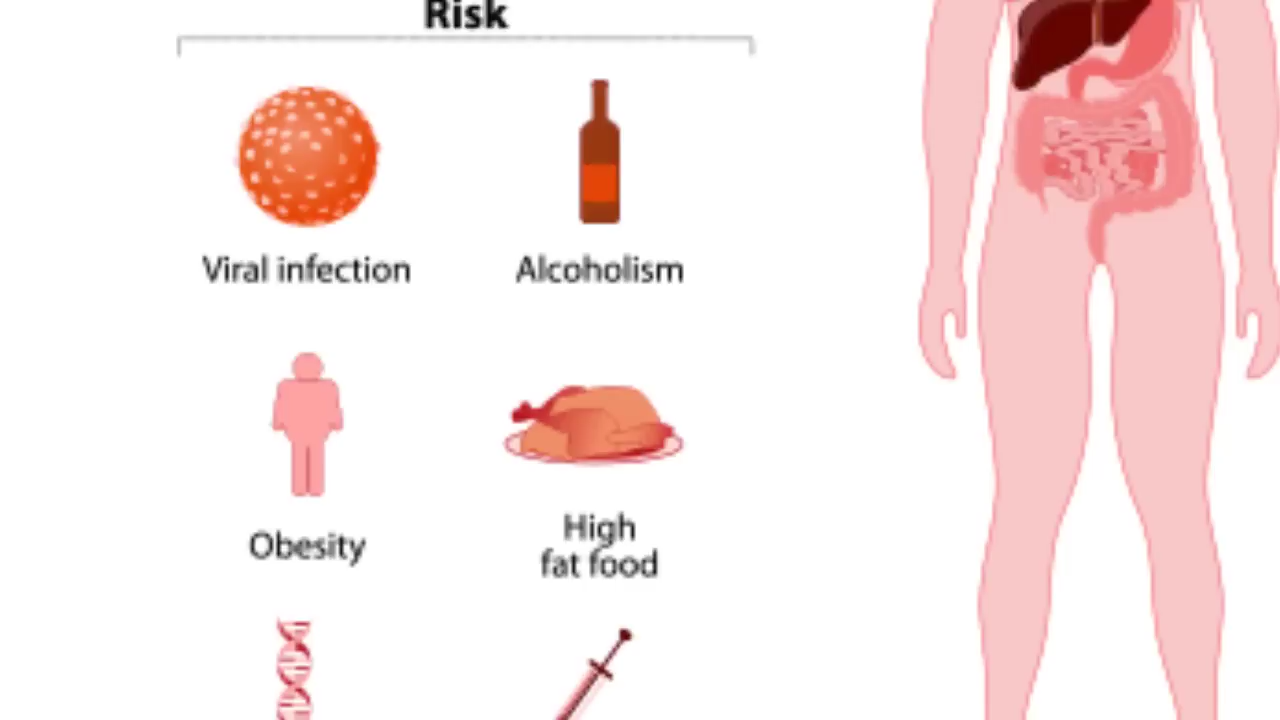 Risk
Viral infection
Alcoholism
Obesity
High
fat food